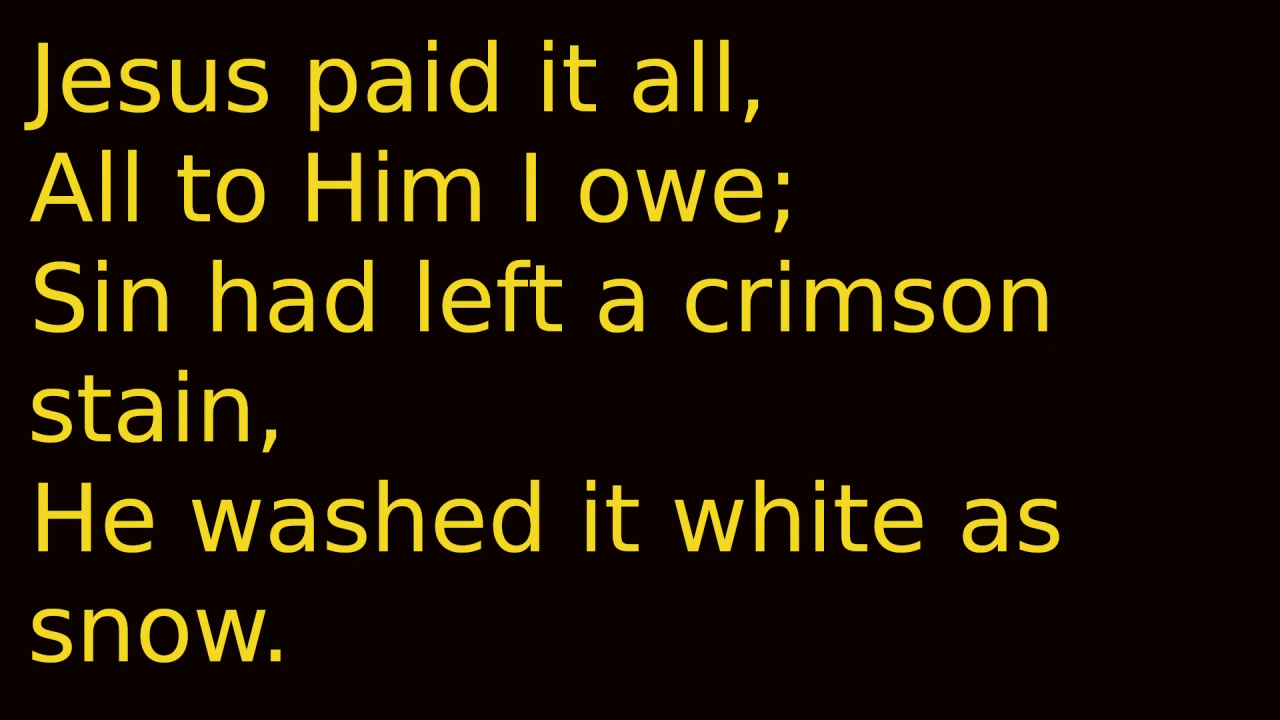 Jesus paid it all,
All to Him I owe;
Sin had left a crimson
stain,
He washed it white as
snow.